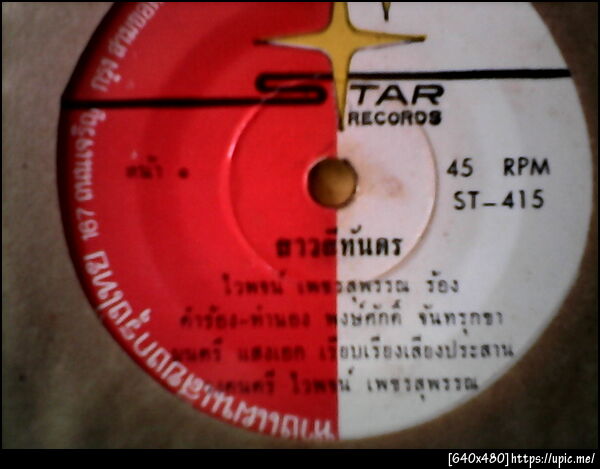 STAR
RECORDS
หน้า ๑
45 RPM
ST-415
สาวสีทันดร
ไวพจน์ เพชรสุพรรณ ร้อง
คำร้อง-ทำนอง พงษ์ศักดิ์ จันทรุกขา
มนตรี แสงเอก เรียบเรียงเสียงประสาน
ดนตรี ไวพจน์ เพชรสุพรรณ
[640x480]https://upic.me/